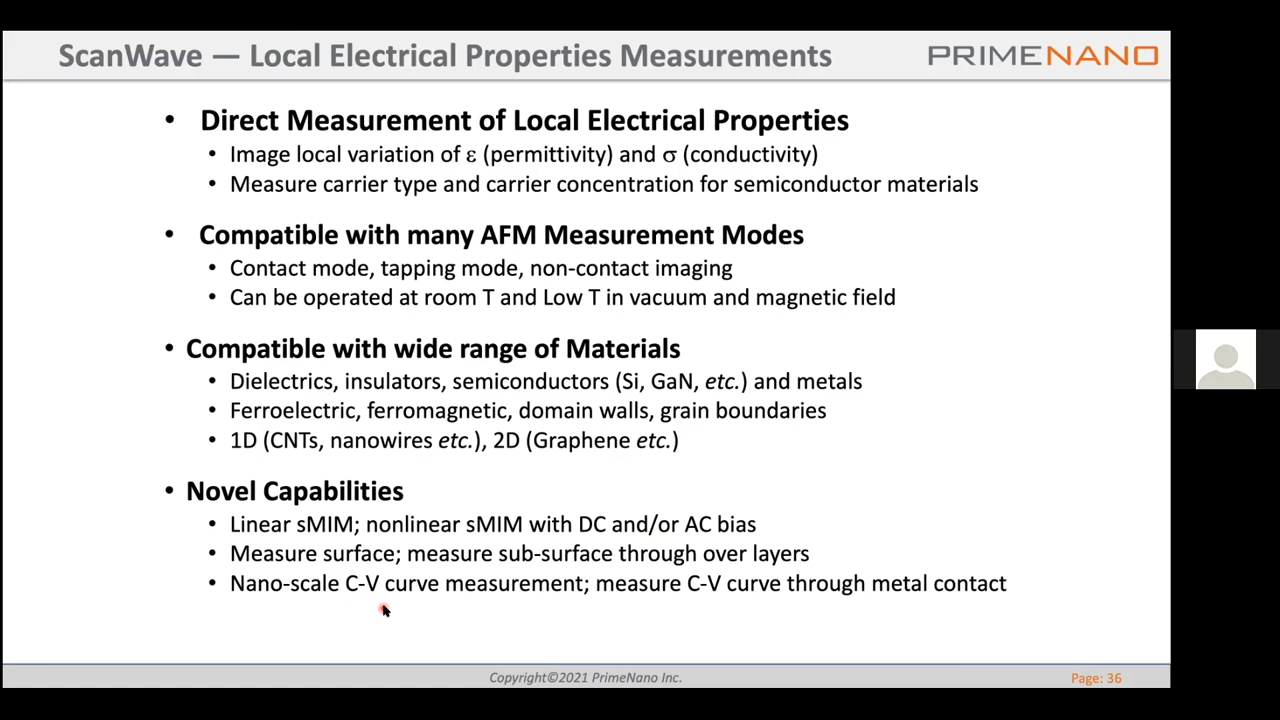 ScanWave — Local Electrical Properties Measurements
PRIMENANO
• Direct Measurement of Local Electrical Properties
• Image local variation of ε (permittivity) and σ (conductivity)
• Measure carrier type and carrier concentration for semiconductor materials
• Compatible with many AFM Measurement Modes
• Contact mode, tapping mode, non-contact imaging
• Can be operated at room T and Low T in vacuum and magnetic field
• Compatible with wide range of Materials
• Dielectrics, insulators, semiconductors (Si, GaN, etc.) and metals
• Ferroelectric, ferromagnetic, domain walls, grain boundaries
• 1D (CNTs, nanowires etc.), 2D (Graphene etc.)
• Novel Capabilities
• Linear sMIM; nonlinear sMIM with DC and/or AC bias
• Measure surface; measure sub-surface through over layers
• Nano-scale C-V curve measurement; measure C-V curve through metal contact
Copyright©2021 PrimeNano Inc.
Page: 36